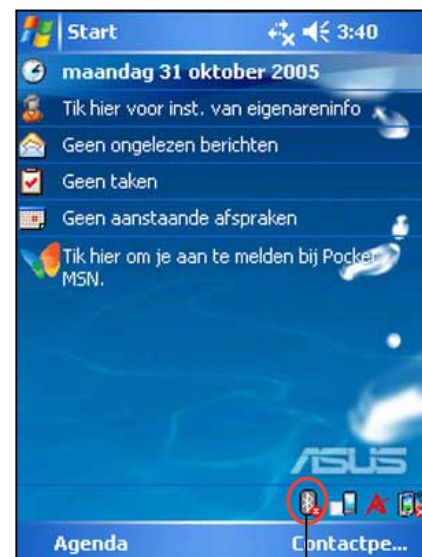 Start 3:40
maandag 31 oktober 2005
Tik hier voor inst. van eigenareninfo
Geen ongelezen berichten
Geen taken
Geen aanstaande afspraken
Tik hier om je aan te melden bij Pocket
MSN.
ASUS
Agenda Contactpe...